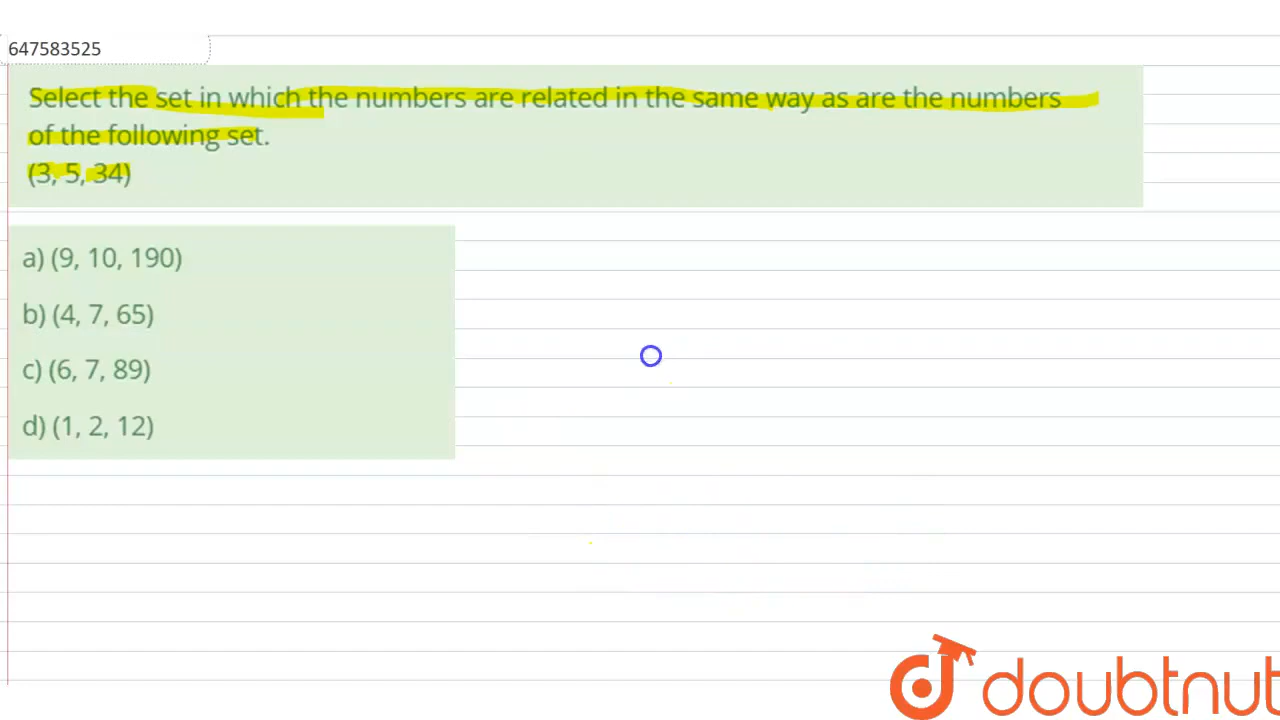 647583525
Select the set in which the numbers are related in the same way as are the numbers
of the following set.
(3, 5, 34)
a) (9, 10, 190)
b) (4, 7, 65)
c) (6, 7, 89)
d) (1, 2, 12)
doubtnut